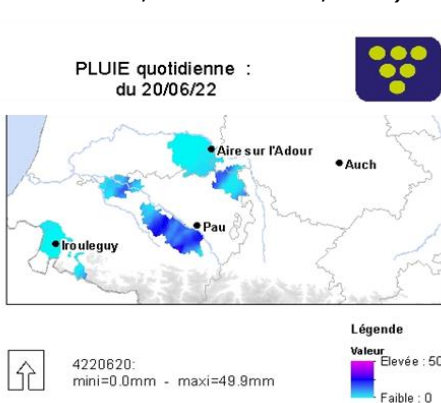 PLUIE quotidienne :
du 20/06/22
Aire sur l'Adour
Auch
Pau
Irouleguy
Légende
Valeur
Elevée : 50
Faible : 0
4220620:
mini=0.0mm - maxi=49.9mm